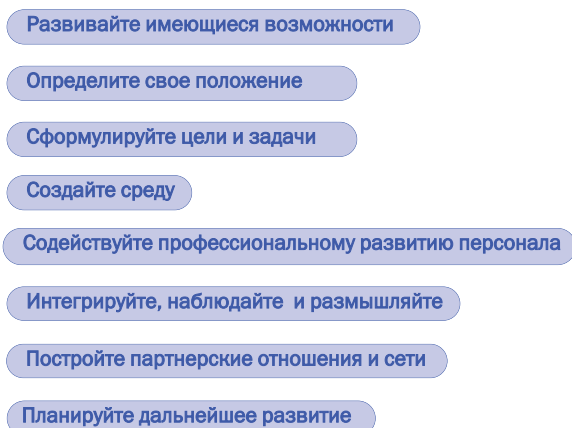 Развивайте имеющиеся возможности
Определите свое положение
Сформулируйте цели и задачи
Создайте среду
Содействуйте профессиональному развитию персонала
Интегрируйте, наблюдайте и размышляйте
Постройте партнерские отношения и сети
Планируйте дальнейшее развитие